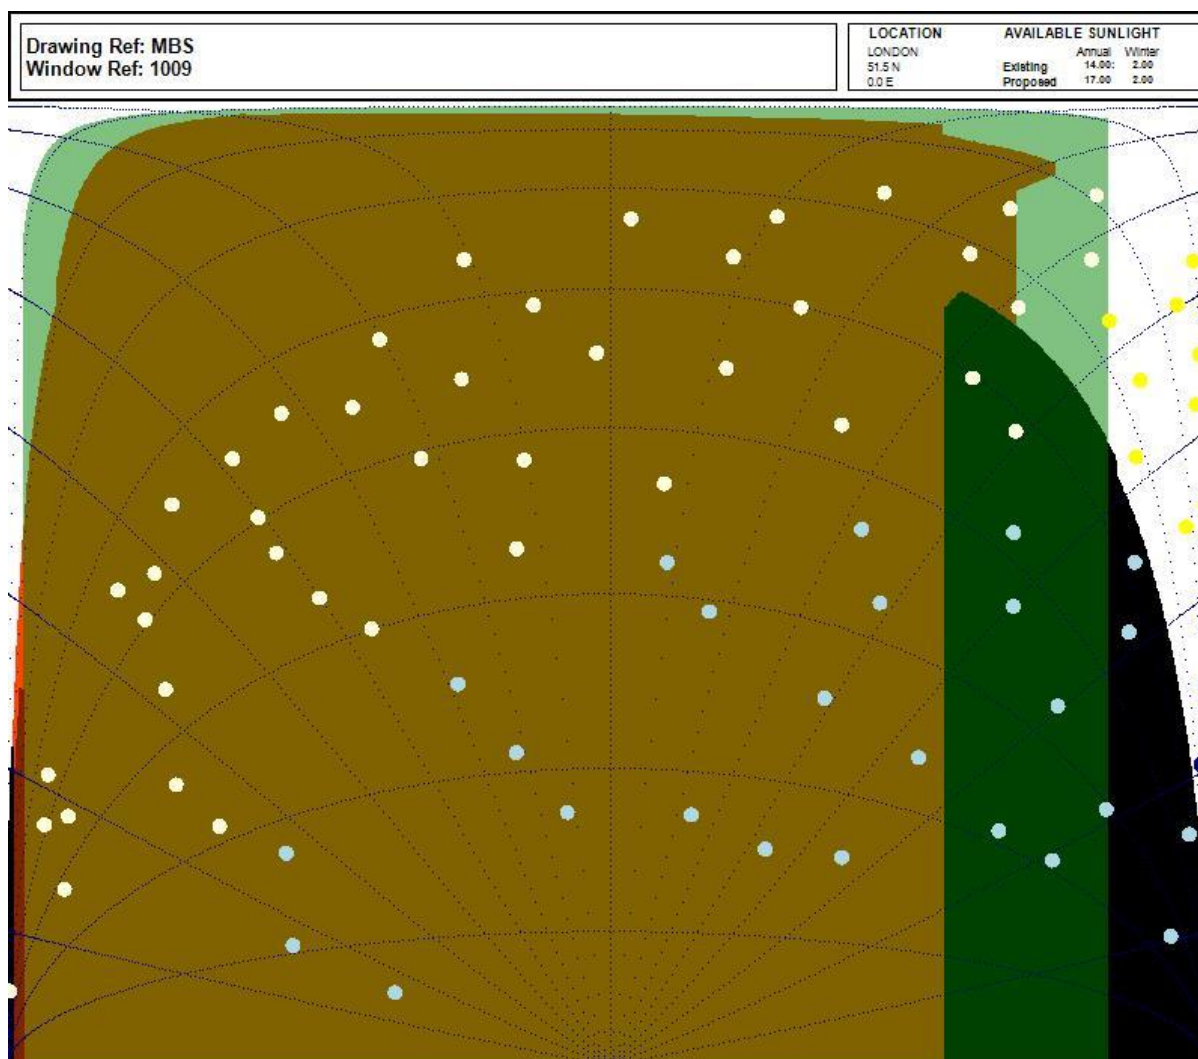 Drawing Ref: MBS
Window Ref: 1009
LOCATION
LONDON
51.5 N
0.0 E
AVAILABLE SUNLIGHT
Annual Winter
Existing 14.00: 2.00
Proposed 17.00 2.00